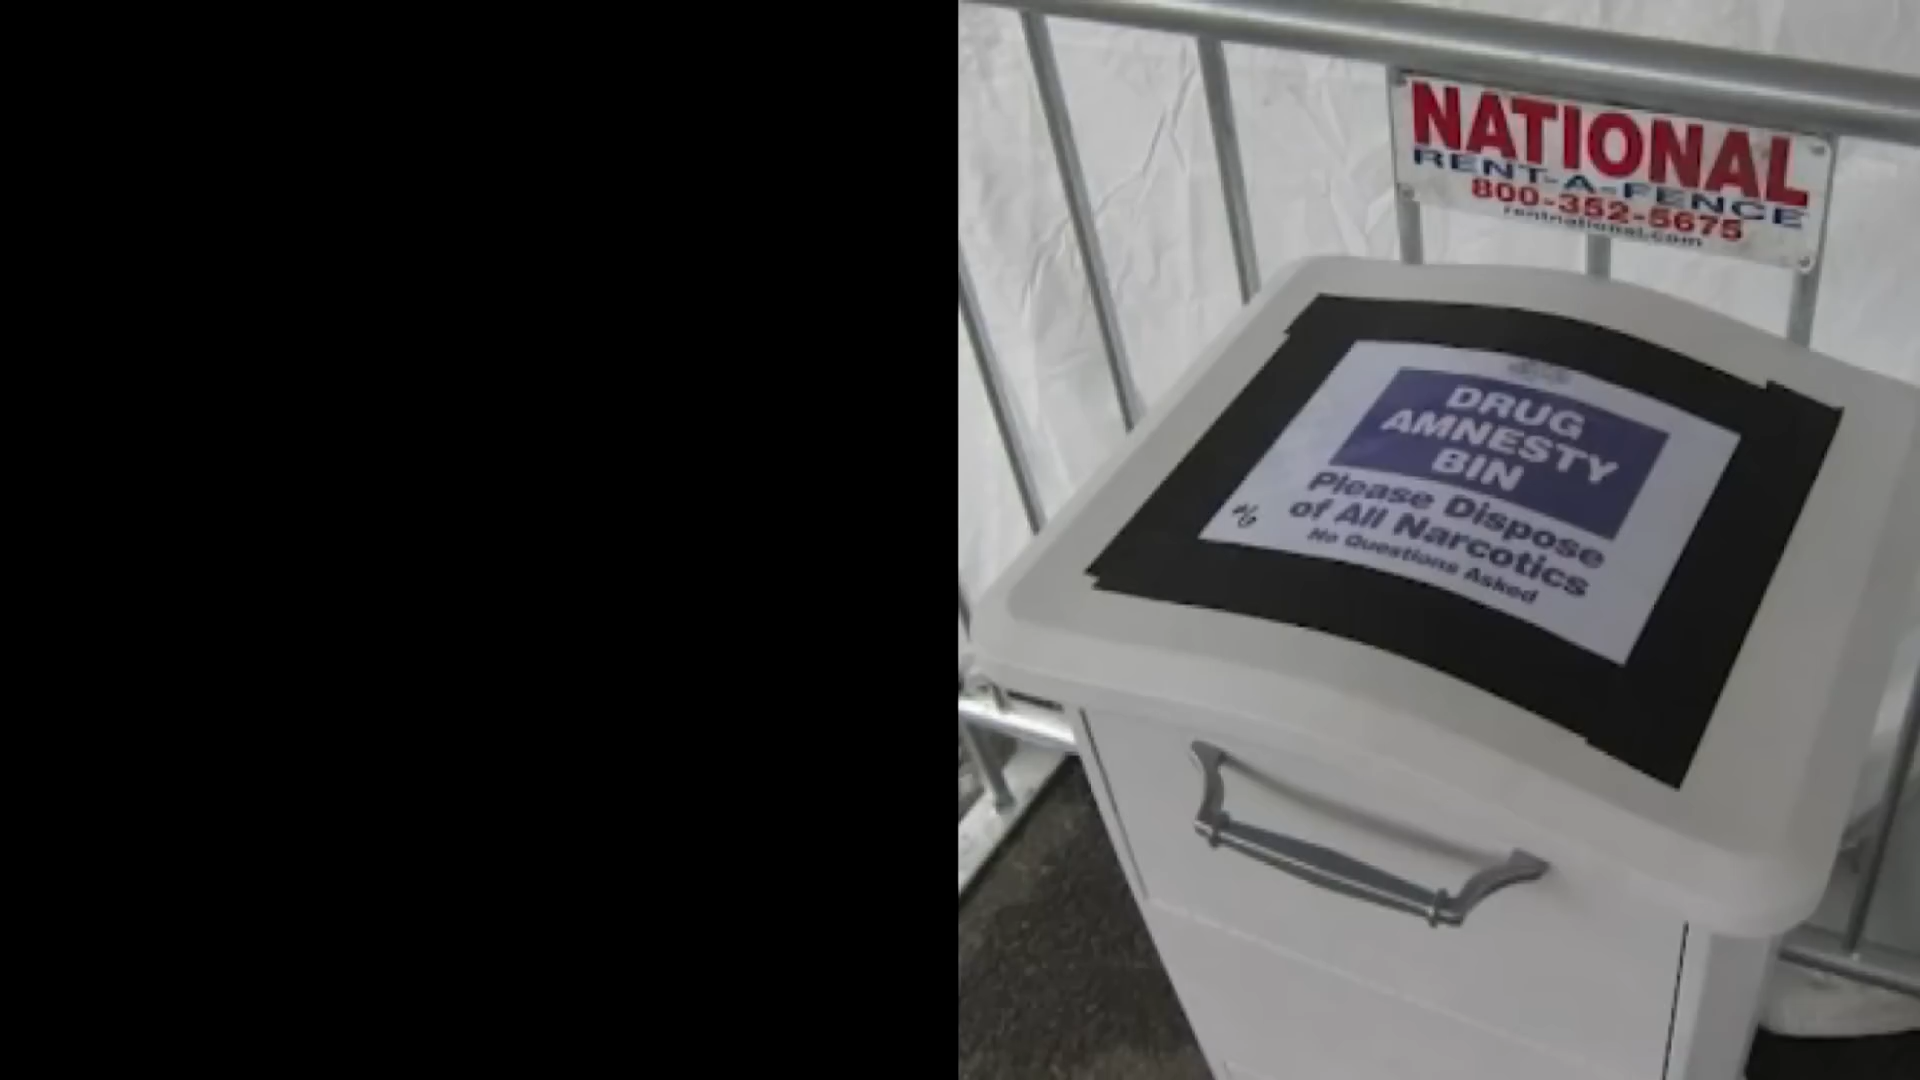 NATIONAL
RENT-A-FENCE
800-352-5675
rentnational.com
DRUG
AMNESTY
BIN
Please Dispose
of All Narcotics
No Questions Asked